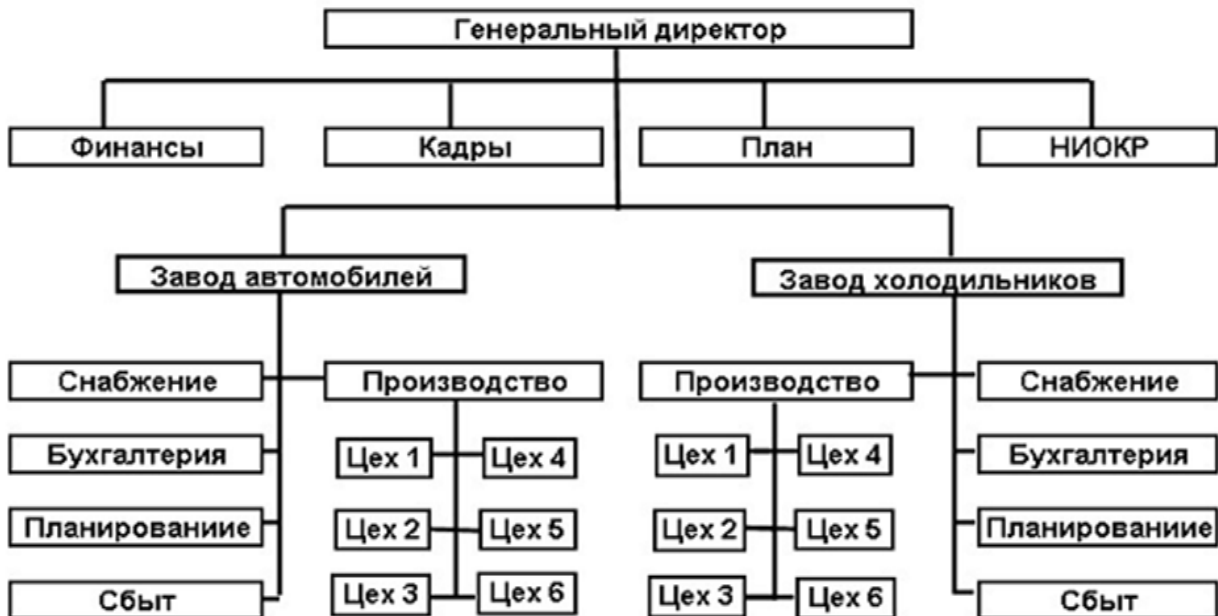 Генеральный директор
Финансы
Кадры
План
НИОКР
Завод автомобилей
Завод холодильников
Снабжение
Производство
Производство
Снабжение
Бухгалтерия
Цех 1
Цех 4
Цех 1
Цех 4
Бухгалтерия
Планированиие
Цех 2
Цех 5
Цех 2
Цех 5
Планированиие
Сбыт
Цех 3
Цех 6
Цех 3
Цех 6
Сбыт